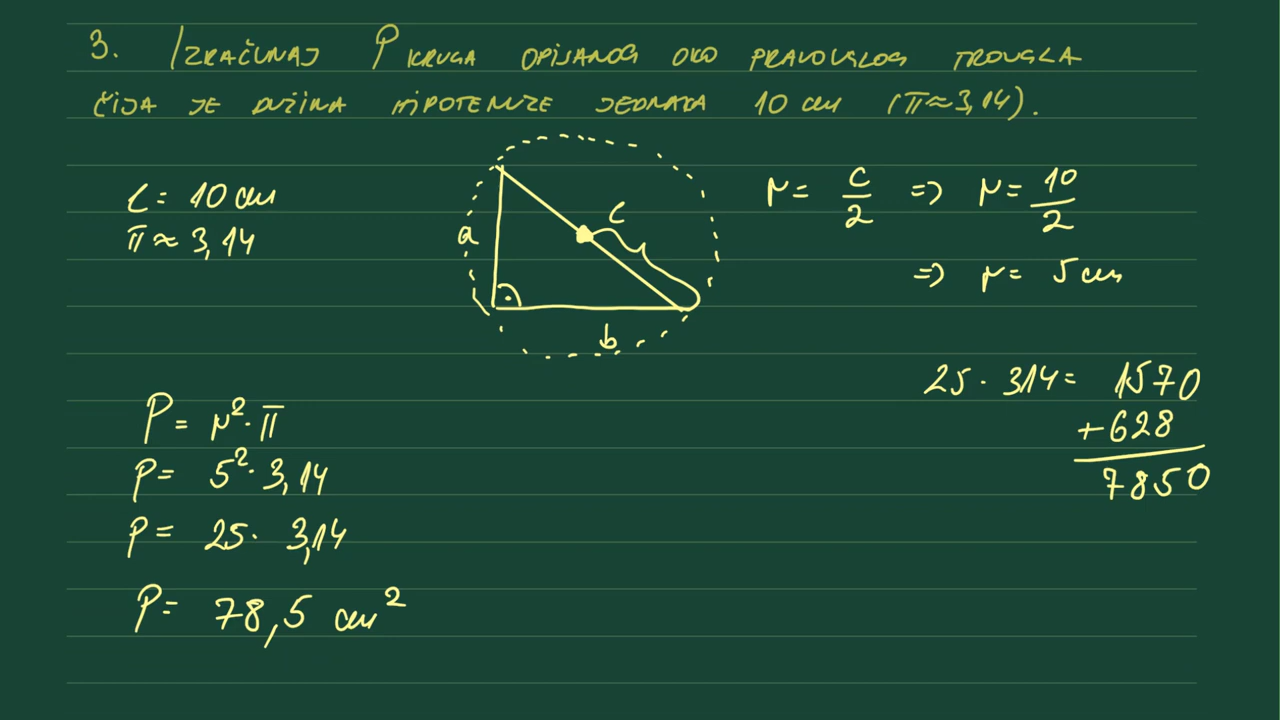 3. IZRAČUNAJ P KRUGA OPISANOG OKO PRAVOUGLOG TROUGLA
ČIJA JE DUŽINA HIPOTENUZE JEDNAKA 10 cm (π≈3,14).
c = 10 cm
π ≈ 3,14
a
c
b
r = c/2 => r = 10/2
=> r = 5 cm
25 · 314 = 1570
+628
7850
P = r² · π
P = 5² · 3,14
P = 25 · 3,14
P = 78,5 cm²